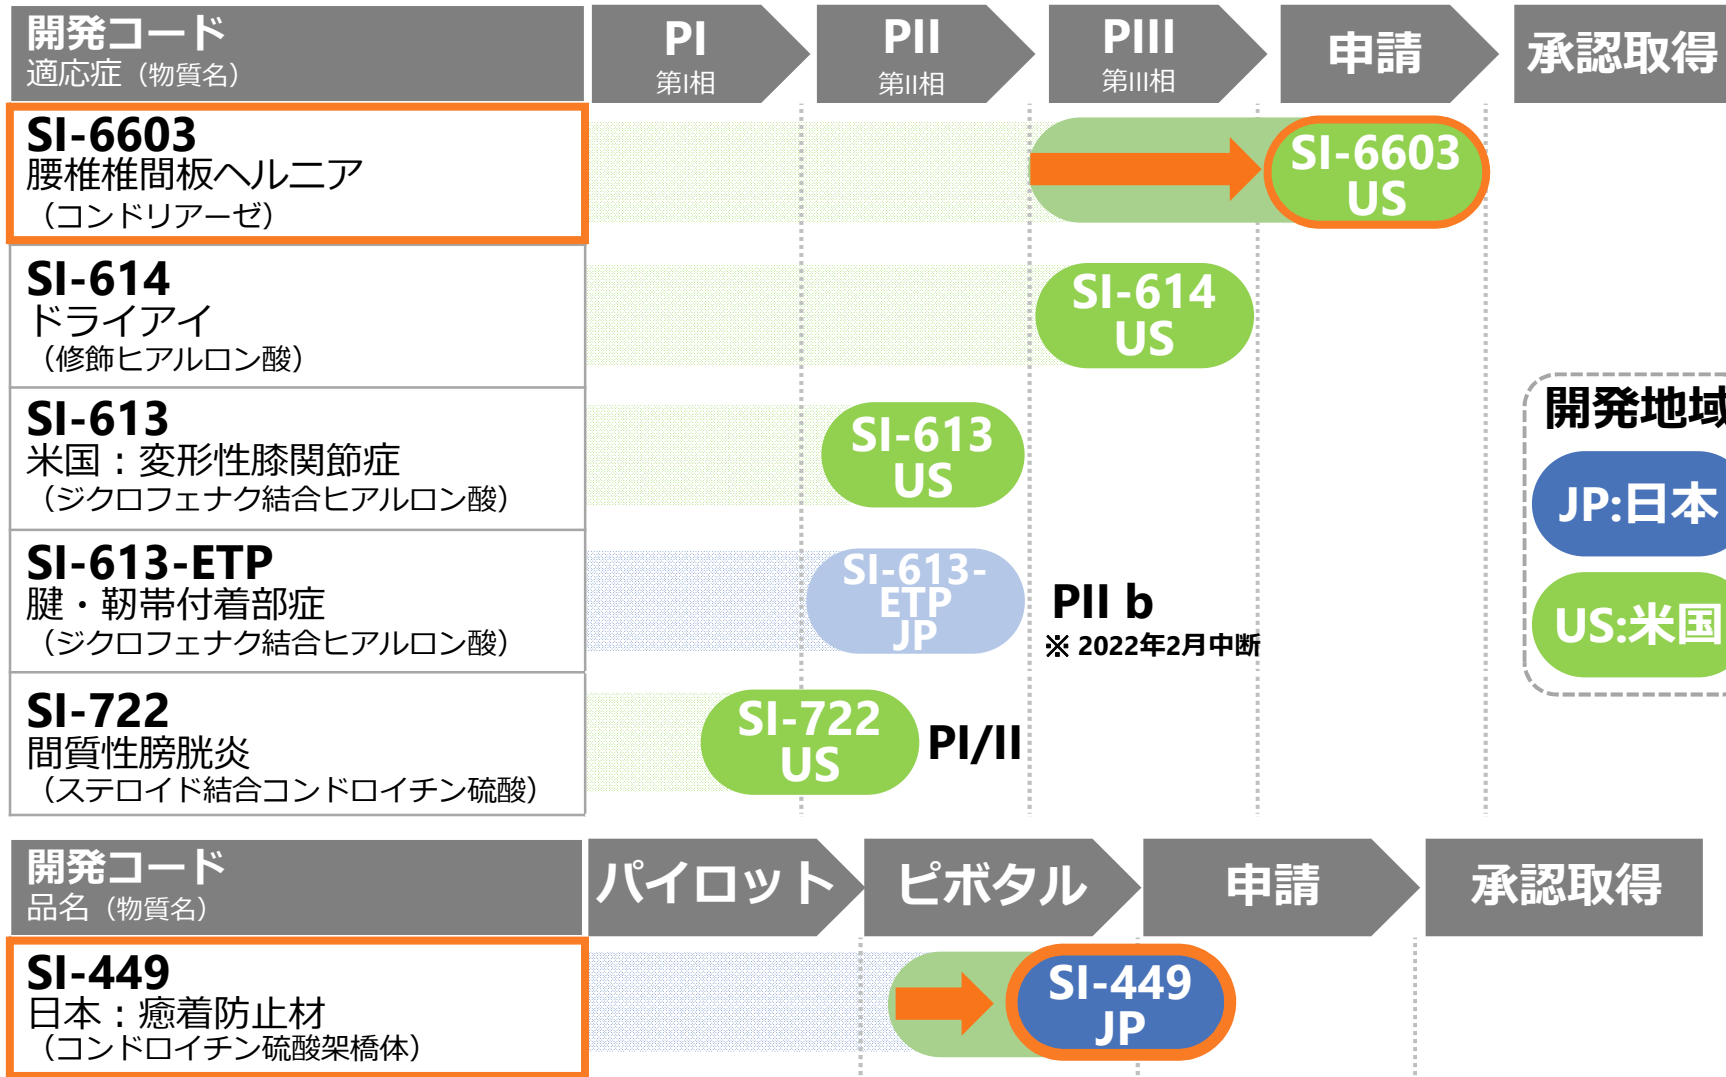 開発コード
適応症（物質名）
PI
第I相
PII
第II相
PIII
第III相
申請
承認取得
SI-6603
腰椎椎間板ヘルニア
（コンドリアーゼ）
SI-6603
US
SI-614
ドライアイ
（修飾ヒアルロン酸）
SI-614
US
SI-613
米国：変形性膝関節症
（ジクロフェナク結合ヒアルロン酸）
SI-613
US
SI-613-ETP
腱・靭帯付着部症
（ジクロフェナク結合ヒアルロン酸）
SI-613-
ETP
JP
PII b
※ 2022年2月中断
SI-722
間質性膀胱炎
（ステロイド結合コンドロイチン硫酸）
SI-722
US
PI/II
開発地域
JP:日本
US:米国
開発コード
品名（物質名）
パイロット
ピボタル
申請
承認取得
SI-449
日本：癒着防止材
（コンドロイチン硫酸架橋体）
SI-449
JP